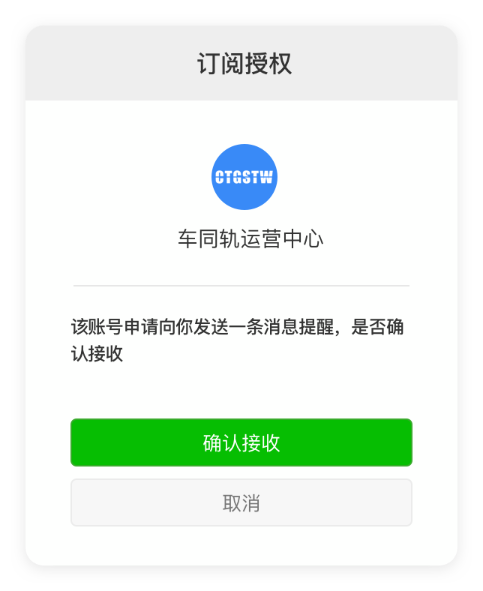 订阅授权
CTGSTW
车同轨运营中心
该账号申请向你发送一条消息提醒，是否确
认接收
确认接收
取消